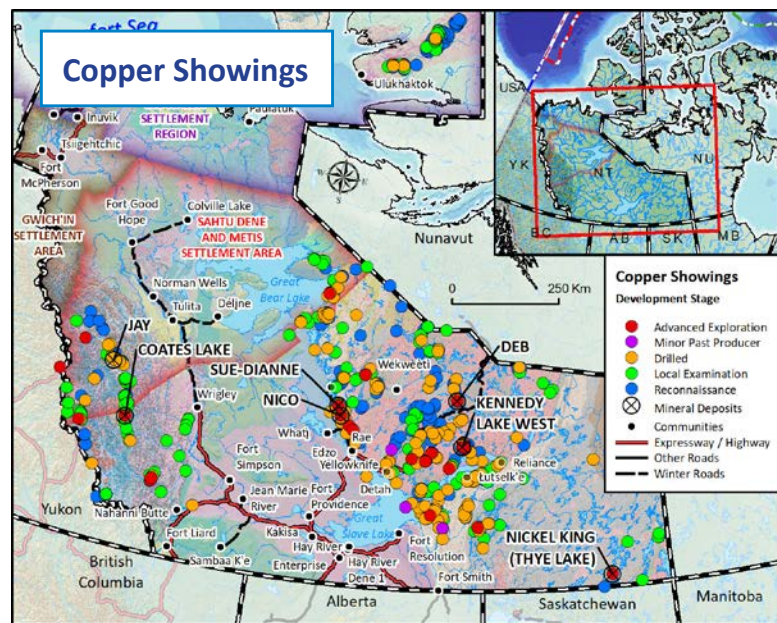 fort Sea
Copper Showings
Ulukhaktok
Paulatuk
Inuvik
Tsiigehtchic
SETTLEMENT
REGION
Fort
McPherson
GWICH'IN
SETTLEMENT
AREA
Fort Good
Hope
Colville Lake
SAHTU DENE
AND METIS
SETTLEMENT AREA
Nunavut
Norman Wells
Tulita
Déljne
Great
Bear Lake
0
250 Km
USA
YK
NT
NU
BC
AB
SK
MB
Copper Showings
Development Stage
Advanced Exploration
Minor Past Producer
Drilled
Local Examination
Reconnaissance
Mineral Deposits
Communities
Expressway / Highway
Other Roads
Winter Roads
JAY
COATES LAKE
SUE-DIANNE
NICO
Wekweeti
DEB
KENNEDY
LAKE WEST
Wrigley
Whatj
Rae
Edzo
Yellowknife
Detah
Reliance
Lutselk'e
Fort
Simpson
Jean Marie
River
Fort
Providence
Great
Slave Lake
Nahanni Butte
Kakisa
Yukon
Fort Liard
Sambaa K'e
Hay River
Enterprise
Hay River
Dene 1
Fort
Resolution
Fort Smith
NICKEL KING
(THYE LAKE)
British
Columbia
Alberta
Saskatchewan
Manitoba